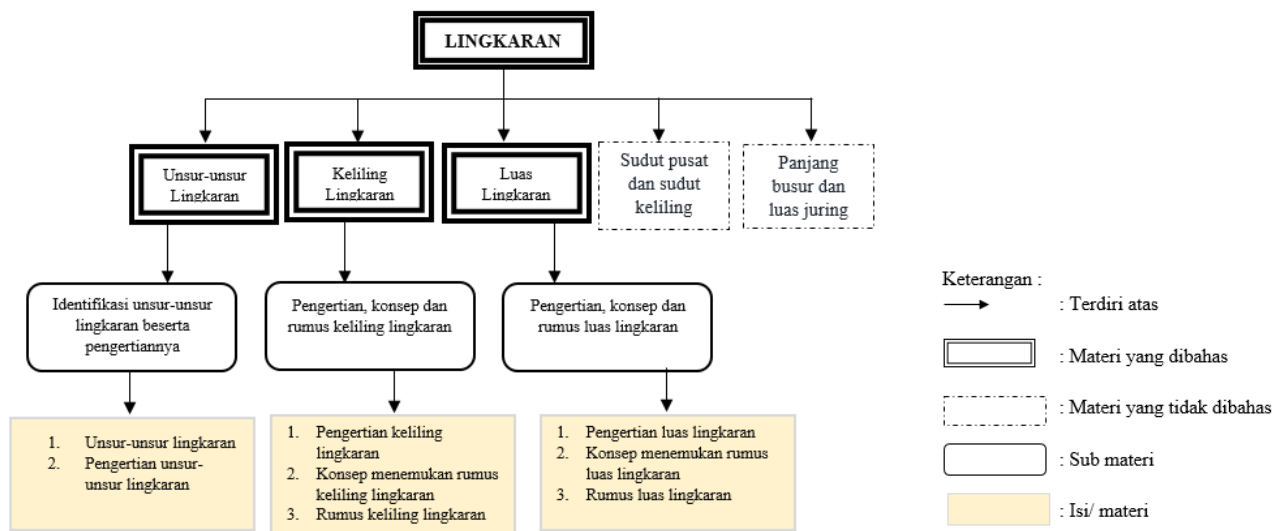 LINGKARAN
Unsur-unsur
Lingkaran
Keliling
Lingkaran
Luas
Lingkaran
Sudut pusat
dan sudut
keliling
Panjang
busur dan
luas juring
Identifikasi unsur-unsur
lingkaran beserta
pengertiannya
Pengertian, konsep dan
rumus keliling lingkaran
Pengertian, konsep dan
rumus luas lingkaran
1. Unsur-unsur lingkaran
2. Pengertian unsur-
unsur lingkaran
1. Pengertian keliling
lingkaran
2. Konsep menemukan rumus
keliling lingkaran
3. Rumus keliling lingkaran
1. Pengertian luas lingkaran
2. Konsep menemukan rumus
luas lingkaran
3. Rumus luas lingkaran
Keterangan :
: Terdiri atas
: Materi yang dibahas
: Materi yang tidak dibahas
: Sub materi
: Isi/ materi